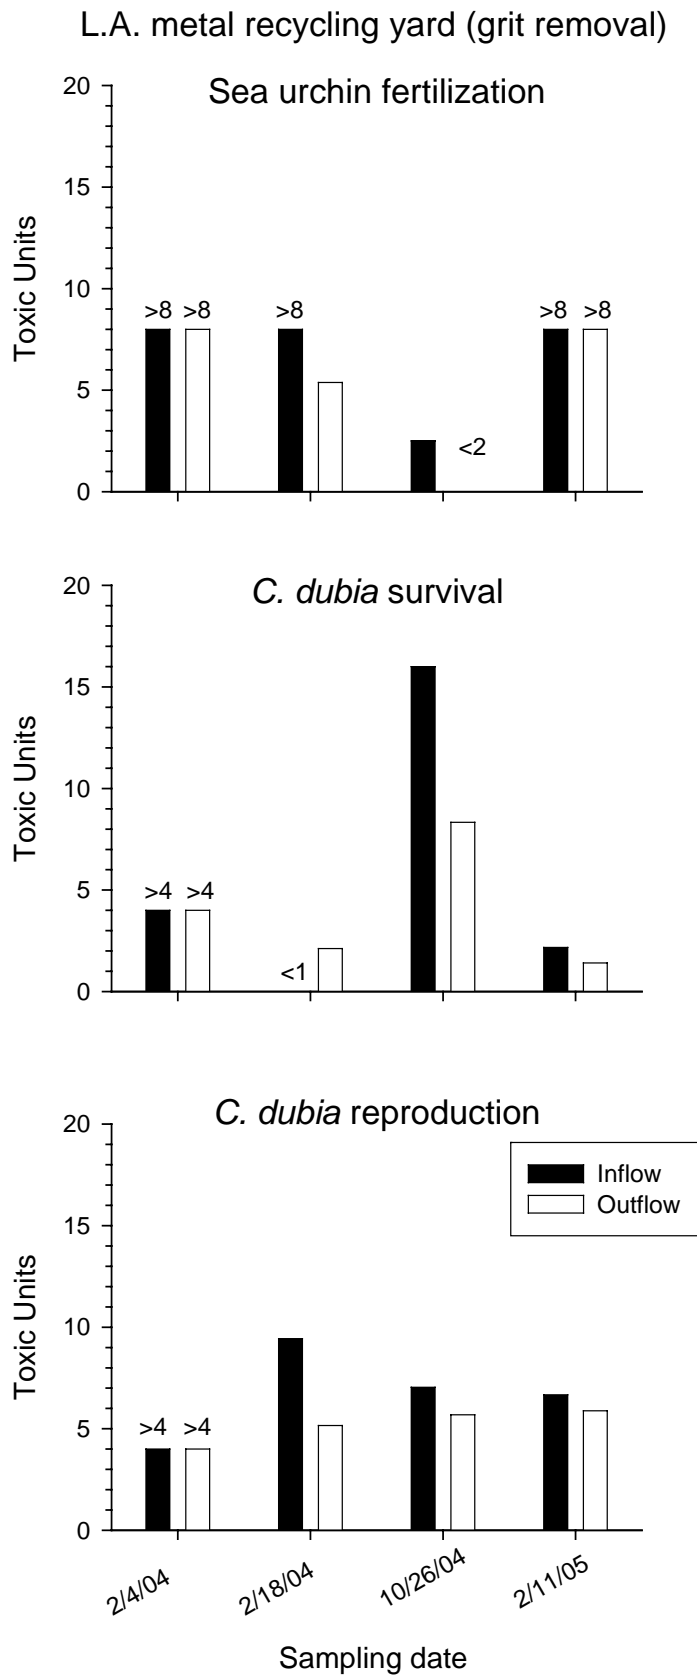 L.A. metal recycling yard (grit removal)
Sea urchin fertilization
20
15
10
5
0
Toxic Units
>8 >8 >8 >8 >8
<2
C. dubia survival
20
15
10
5
0
Toxic Units
>4 >4
<1
C. dubia reproduction
20
15
10
5
0
Toxic Units
Inflow
Outflow
>4 >4
2/4/04 2/18/04 10/26/04 2/11/05
Sampling date